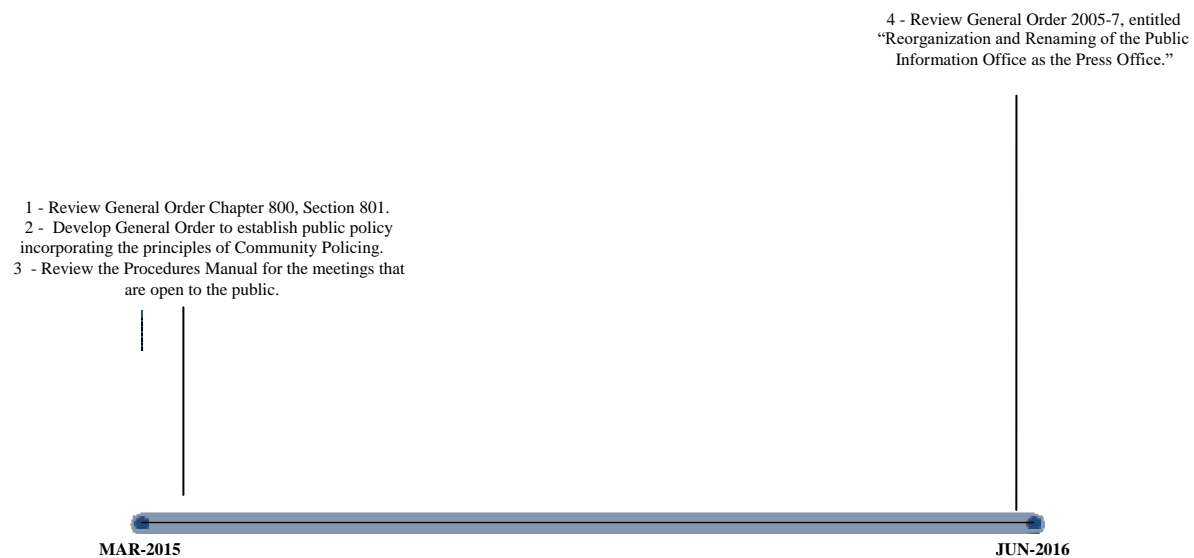 4 - Review General Order 2005-7, entitled
“Reorganization and Renaming of the Public
Information Office as the Press Office.”
1 - Review General Order Chapter 800, Section 801.
2 - Develop General Order to establish public policy
incorporating the principles of Community Policing.
3 - Review the Procedures Manual for the meetings that
are open to the public.
MAR-2015
JUN-2016